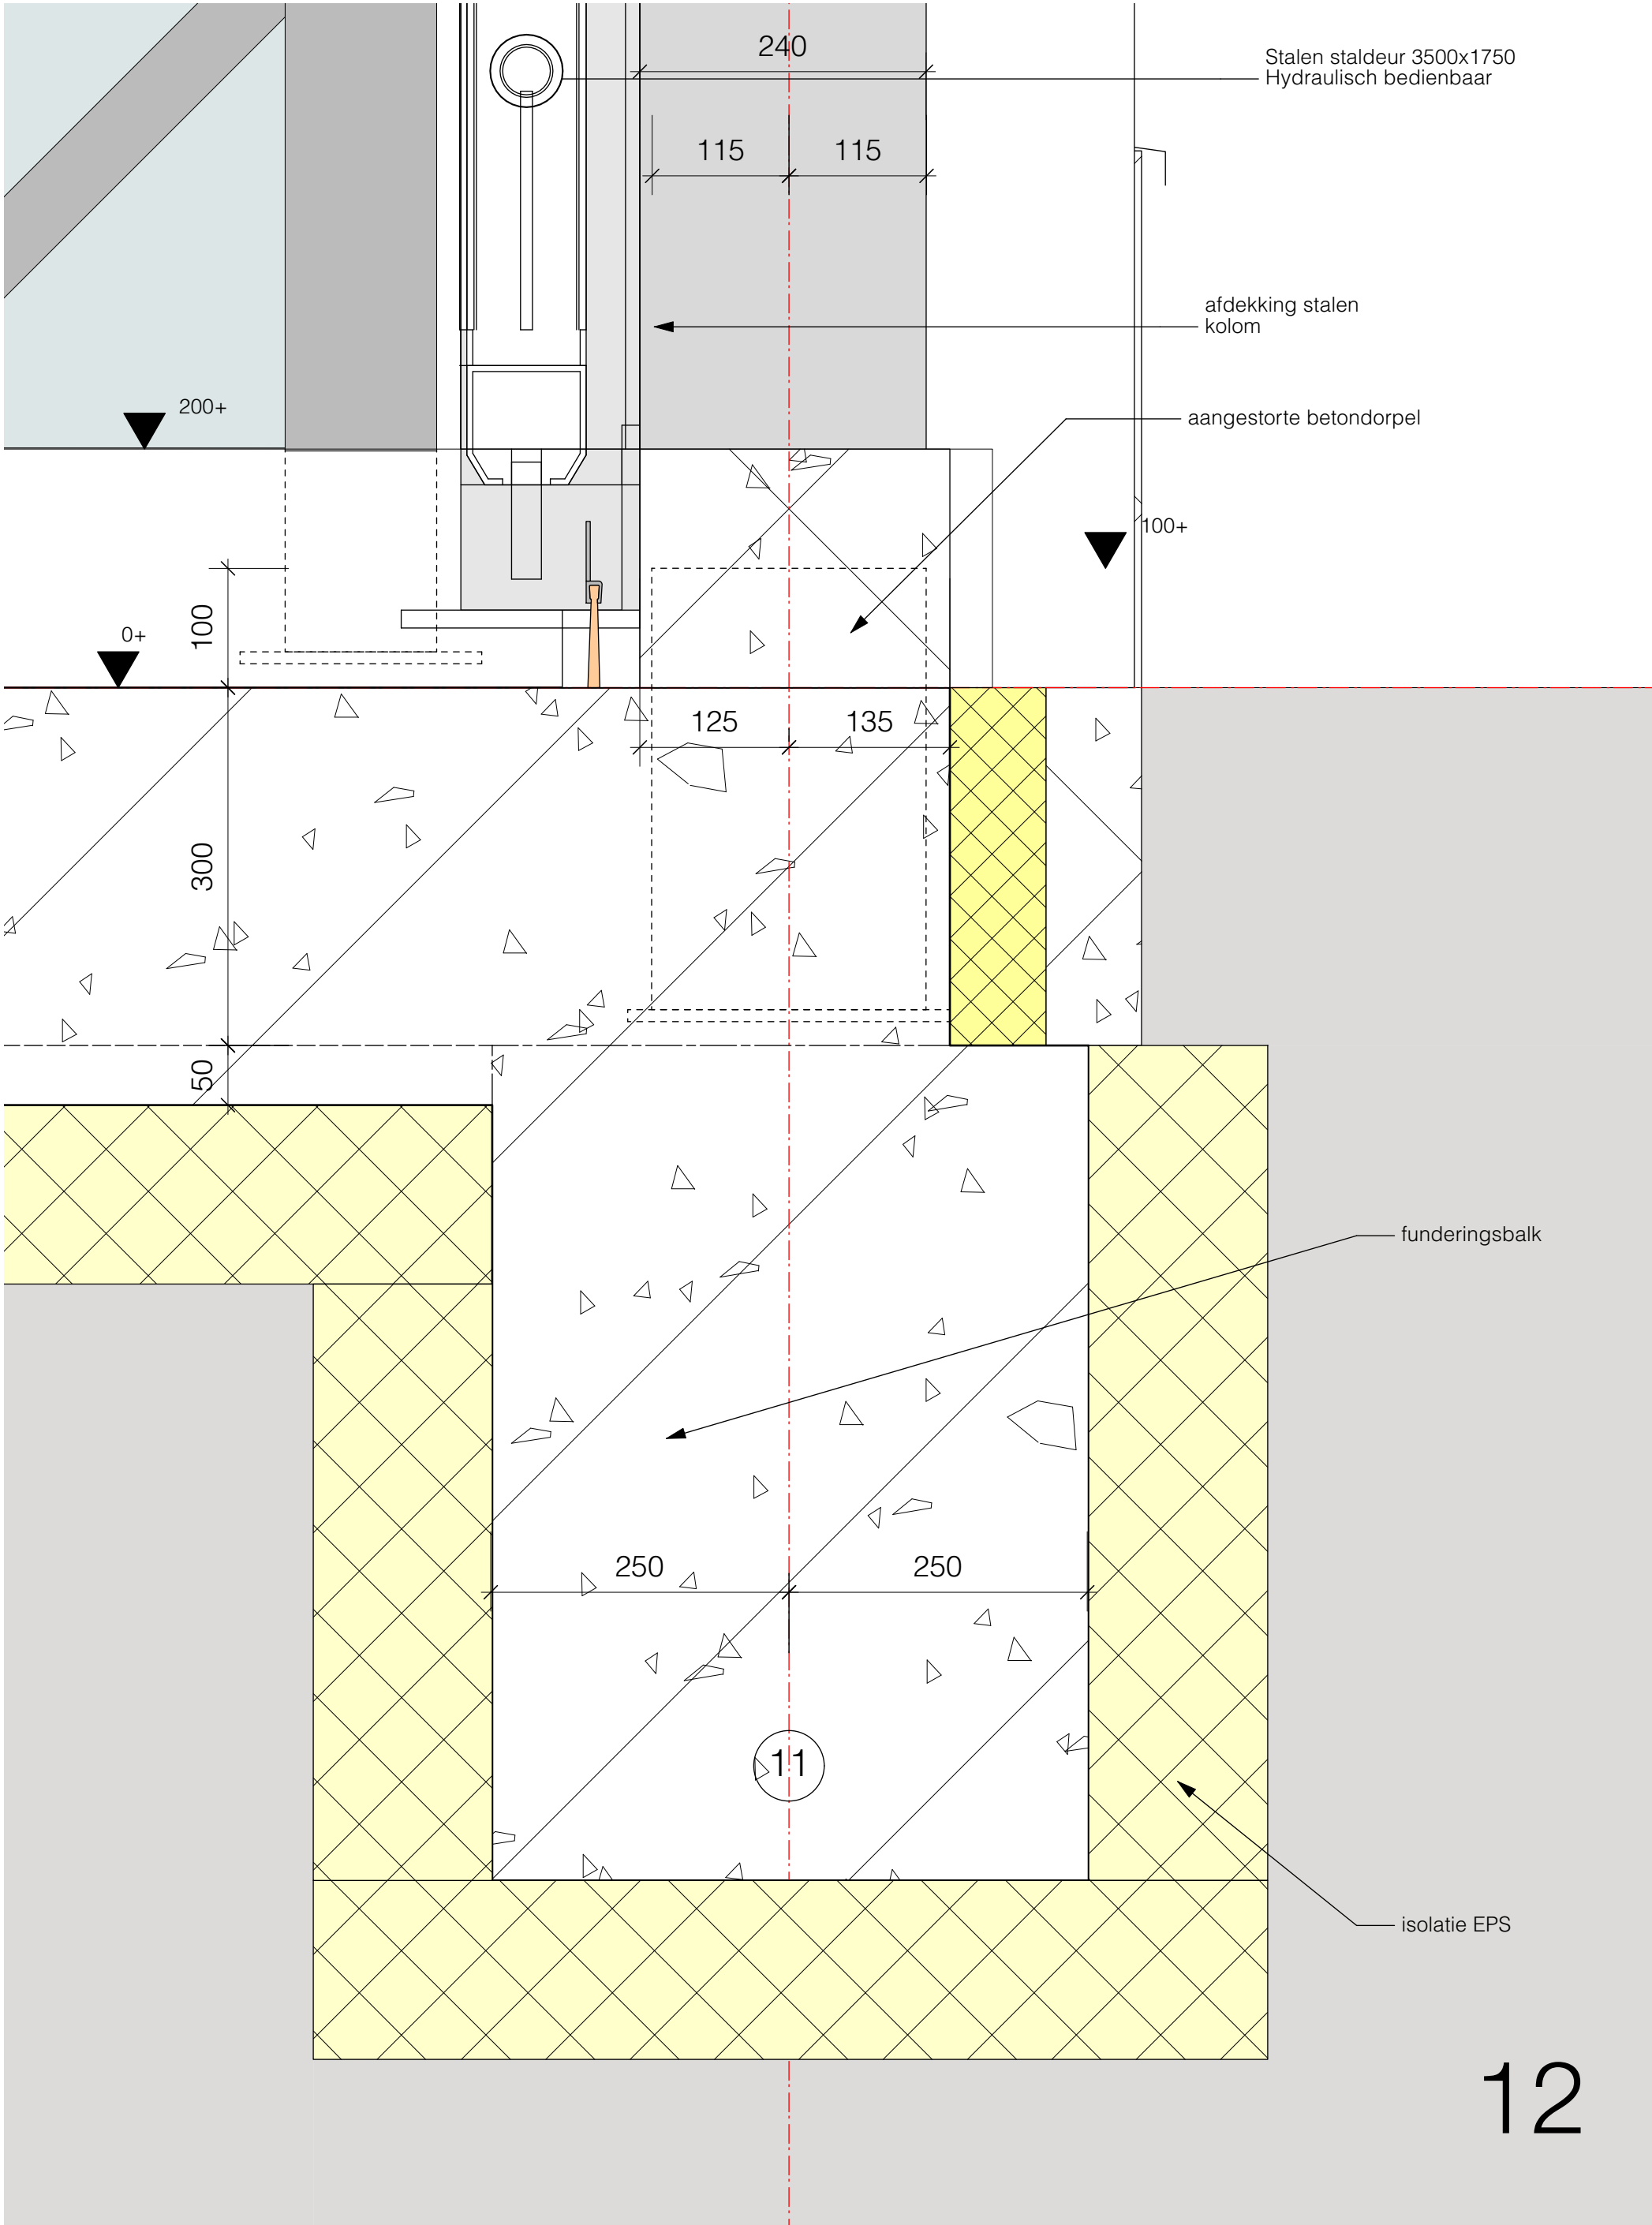 240
Stalen staldeur 3500x1750
Hydraulisch bedienbaar
115
115
afdekking stalen
kolom
200+
aangestorte betondorpel
100+
100
0+
125
135
300
50
funderingsbalk
250
250
11
isolatie EPS
12